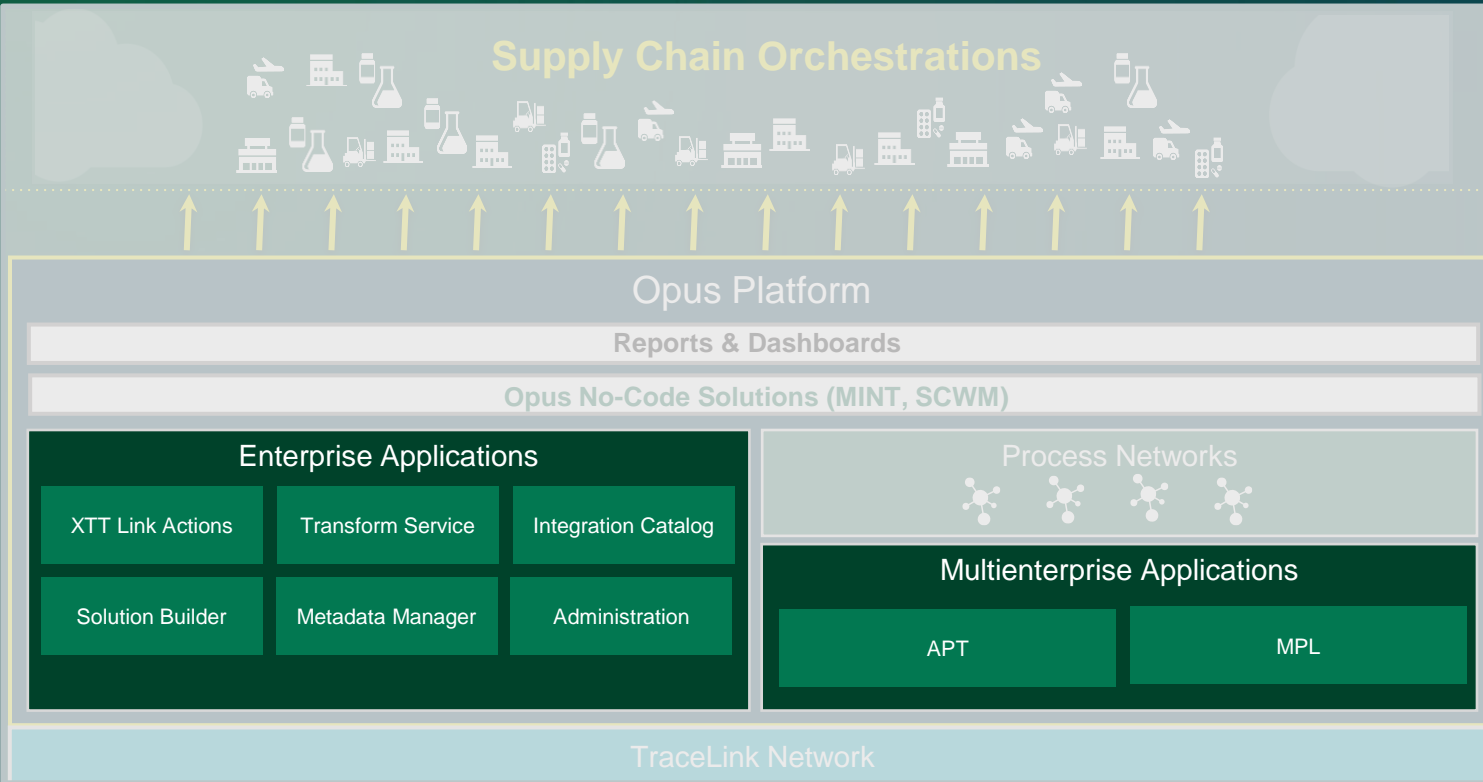 Supply Chain Orchestrations
Opus Platform
Reports & Dashboards
Opus No-Code Solutions (MINT, SCWM)
Enterprise Applications
XTT Link Actions
Transform Service
Integration Catalog
Solution Builder
Metadata Manager
Administration
Process Networks
Multienterprise Applications
APT
MPL
TraceLink Network